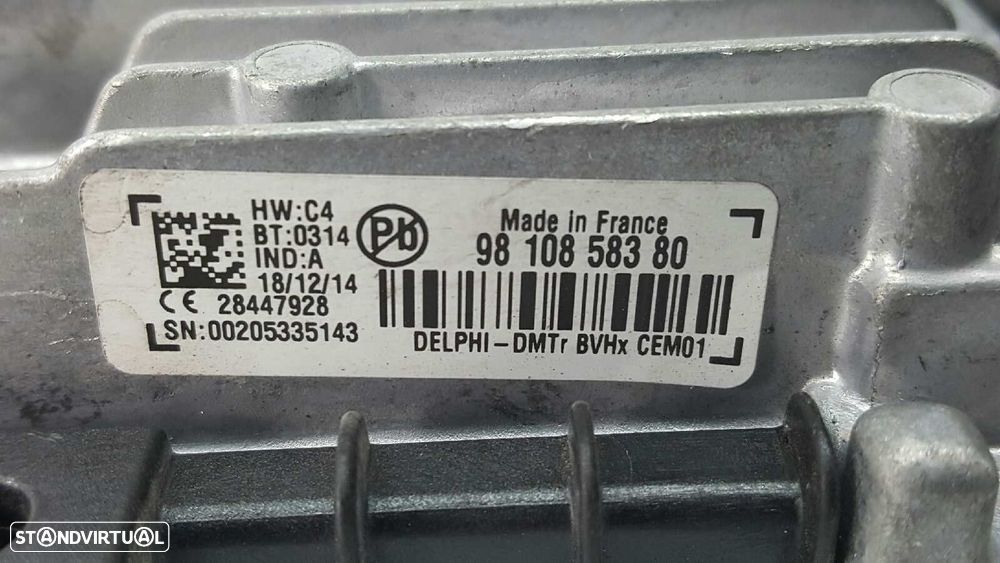 HW:C4
BT:0314
IND:A
18/12/14
CE 28447928
SN:00205335143
Pb
Made in France
98 108 583 80
DELPHI-DMTr BVHx CEM01
STANDVIRTUAL